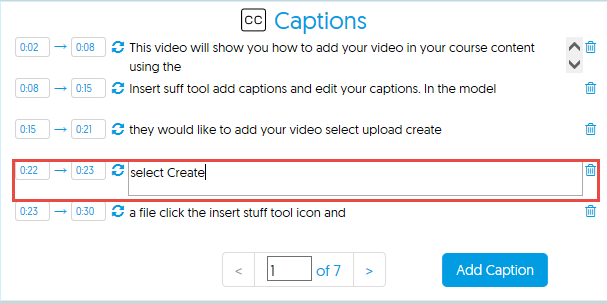 CC Captions
0:02 → 0:08 This video will show you how to add your video in your course content
using the
0:08 → 0:15 Insert suff tool add captions and edit your captions. In the model
0:15 → 0:21 they would like to add your video select upload create
0:22 → 0:23 select Create
0:23 → 0:30 a file click the insert stuff tool icon and
< 1 of 7 > Add Caption